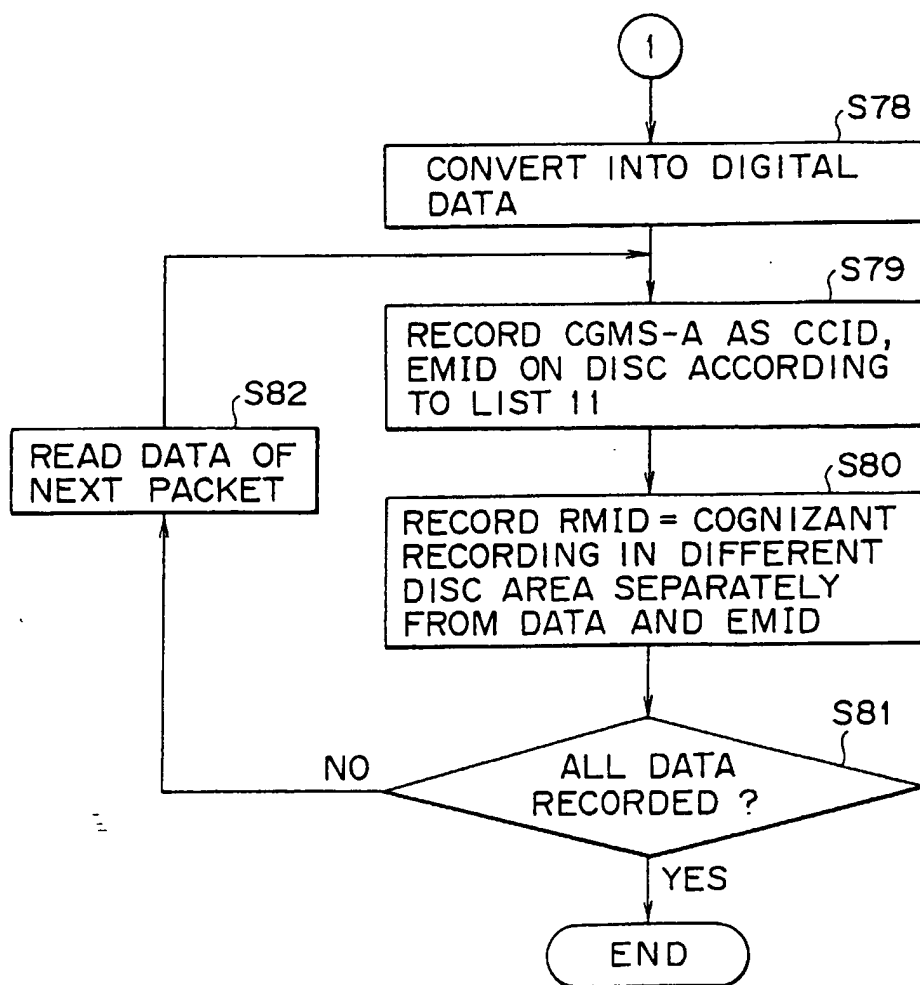 1
S78
CONVERT INTO DIGITAL
DATA
S79
RECORD CGMS-A AS CCID,
EMID ON DISC ACCORDING
TO LIST 11
S82
READ DATA OF
NEXT PACKET
S80
RECORD RMID = COGNIZANT
RECORDING IN DIFFERENT
DISC AREA SEPARATELY
FROM DATA AND EMID
S81
NO
ALL DATA
RECORDED ?
YES
END